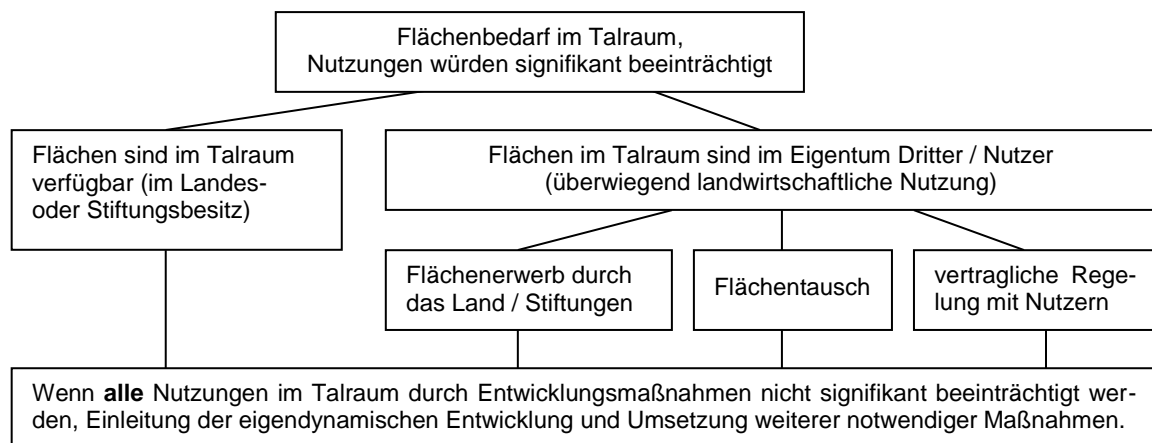 Flächenbedarf im Talraum,
Nutzungen würden signifikant beeinträchtigt
Flächen sind im Talraum
verfügbar (im Landes-
oder Stiftungsbesitz)
Flächen im Talraum sind im Eigentum Dritter / Nutzer
(überwiegend landwirtschaftliche Nutzung)
Flächenerwerb durch
das Land / Stiftungen
Flächentausch
vertragliche Rege-
lung mit Nutzern
Wenn alle Nutzungen im Talraum durch Entwicklungsmaßnahmen nicht signifikant beeinträchtigt wer-
den, Einleitung der eigendynamischen Entwicklung und Umsetzung weiterer notwendiger Maßnahmen.